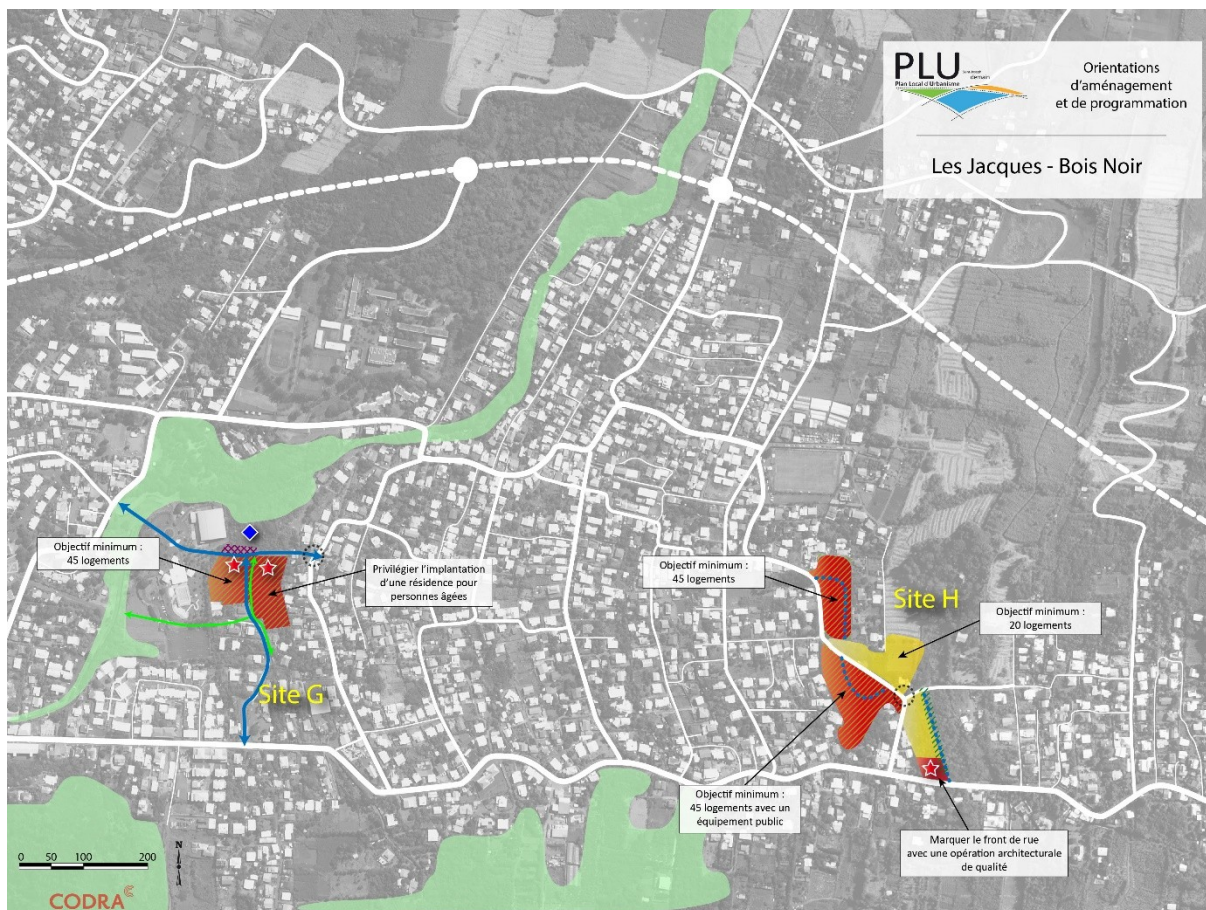 PLU
Plan Local d'Urbanisme
Orientations
d'aménagement
et de programmation
Les Jacques - Bois Noir
Objectif minimum :
45 logements
Privilégier l'implantation
d'une résidence pour
personnes âgées
Site G
Objectif minimum :
45 logements
Site H
Objectif minimum :
20 logements
Objectif minimum :
45 logements avec un
équipement public
Marquer le front de rue
avec une opération architecturale
de qualité
0 50 100 200
N
CODRA